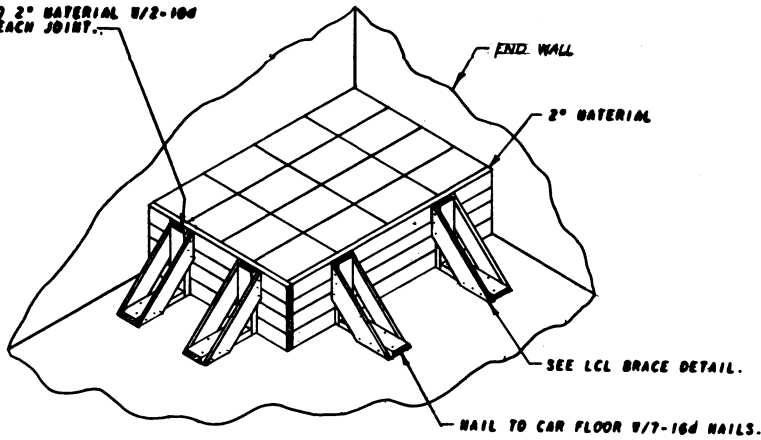 2" MATERIAL W/2-10d
EACH JOINT.
END WALL
2" MATERIAL
SEE LCL BRACE DETAIL.
NAIL TO CAR FLOOR W/7-16d NAILS.